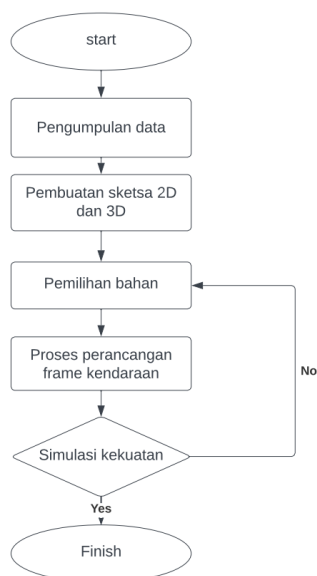 start
Pengumpulan data
Pembuatan sketsa 2D
dan 3D
Pemilihan bahan
Proses perancangan
frame kendaraan
No
Simulasi kekuatan
Yes
Finish